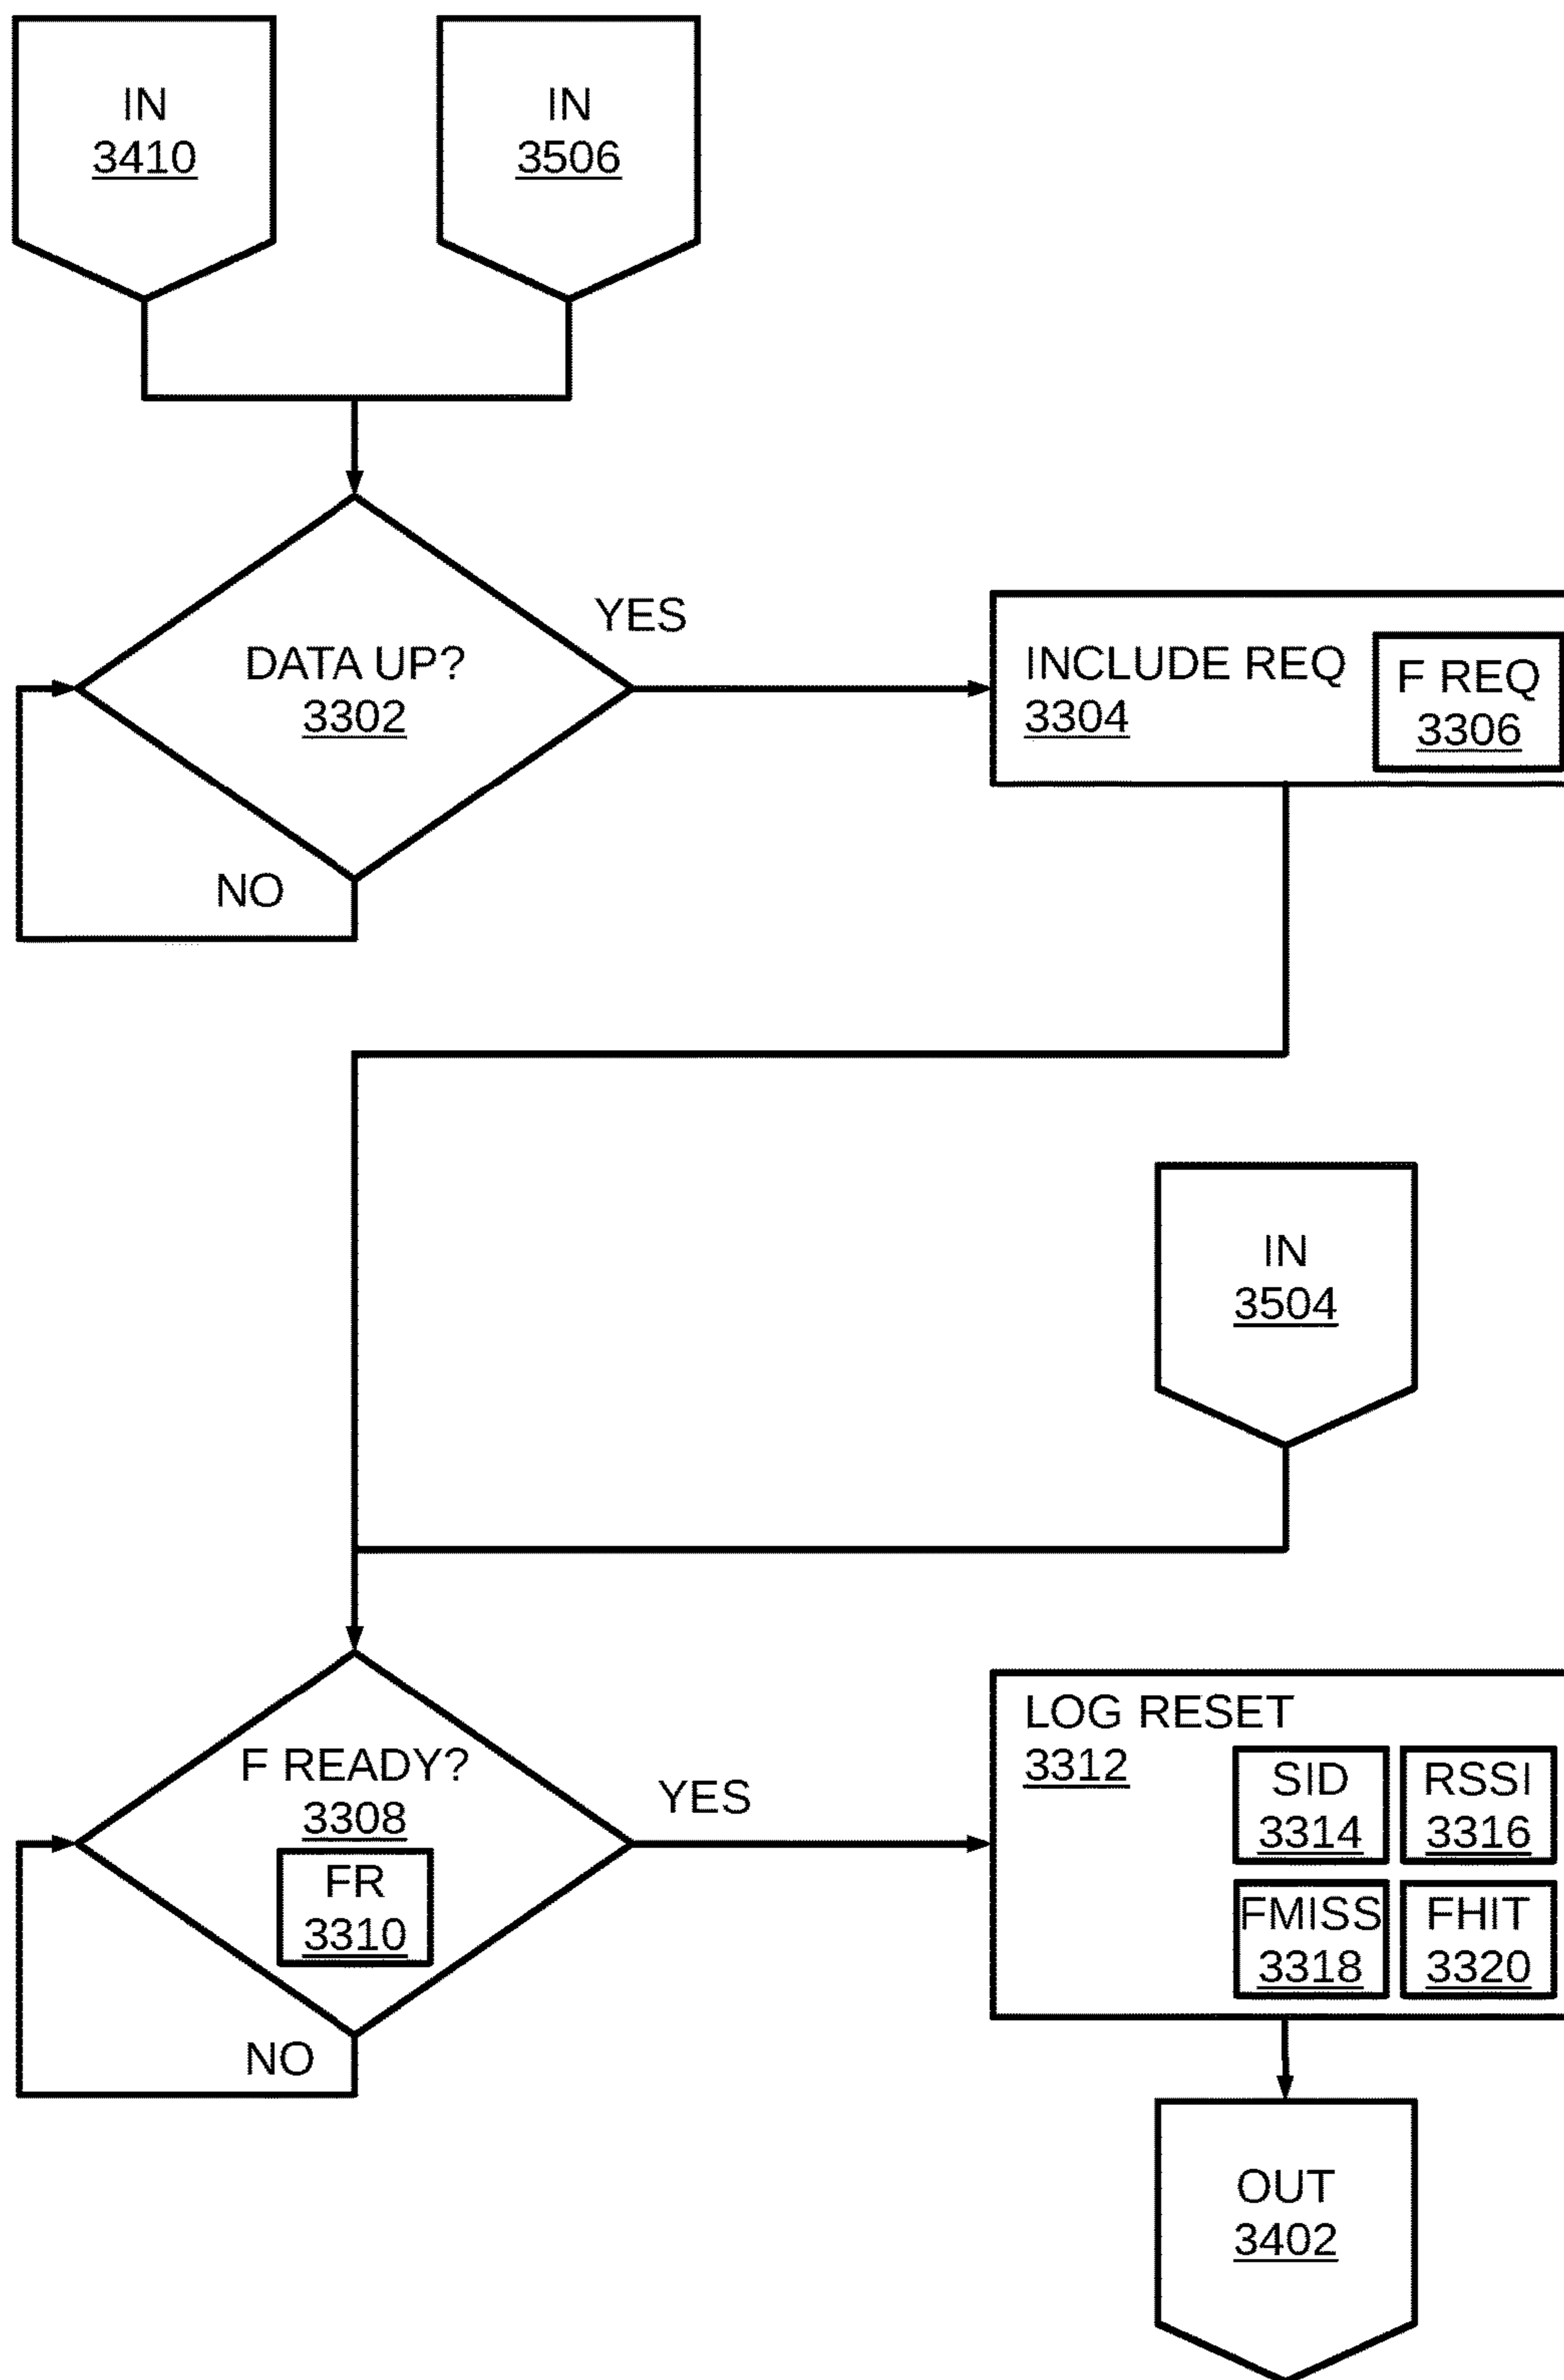 IN
3410
IN
3506
YES
DATA UP?
3302
INCLUDE REQ
3304
F REQ
3306
NO
IN
3504
F READY?
3308
FR
3310
YES
LOG RESET
3312
SID
3314
RSSI
3316
FMISS
3318
FHIT
3320
NO
OUT
3402